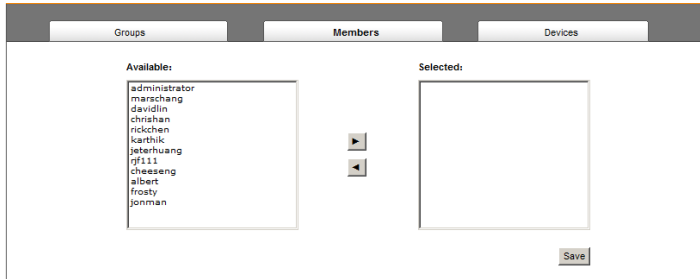 Groups Members Devices
Available: Selected:
administrator
marschang
davidlin
chrishan
rickchen
karthik
jeterhuang
rjf111
cheeseng
albert
frosty
jonman
Save